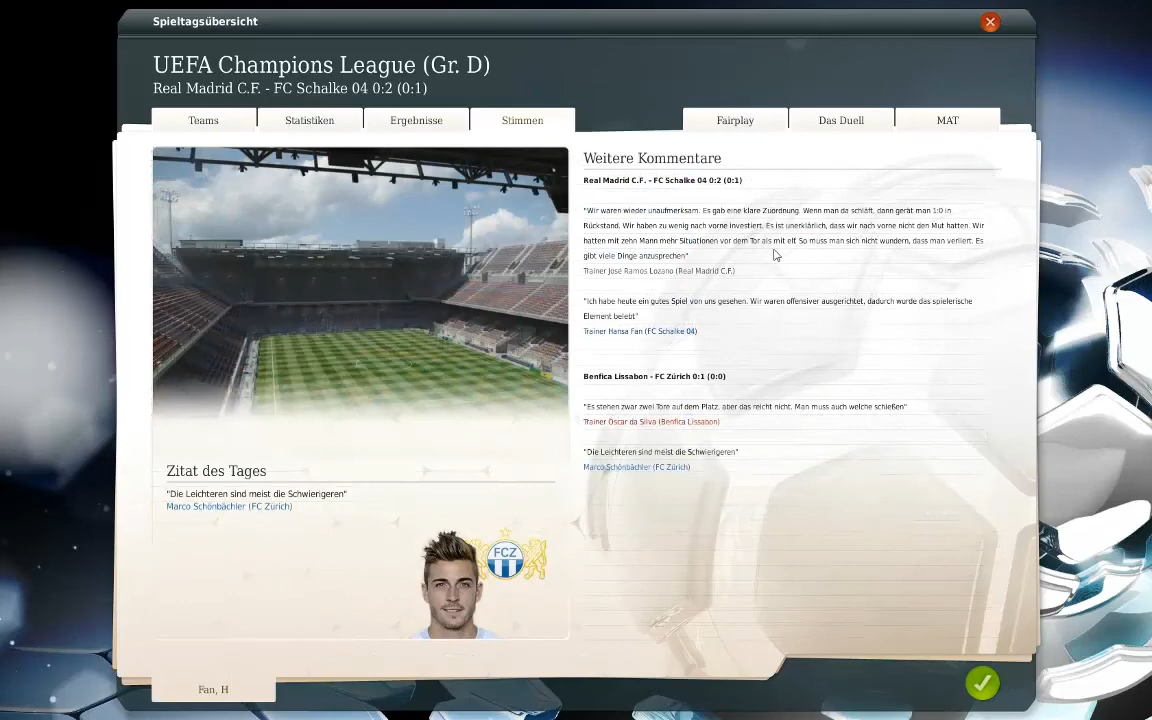 Spieltagsübersicht
UEFA Champions League (Gr. D)
Real Madrid C.F. - FC Schalke 04 0:2 (0:1)
Teams
Statistiken
Ergebnisse
Stimmen
Fairplay
Das Duell
MAT
Weitere Kommentare
Real Madrid C.F. - FC Schalke 04 0:2 (0:1)
"Wir waren wieder unaufmerksam. Es gab eine klare Zuordnung. Wenn man da schläft, dann gerät man 1:0 in
Rückstand. Wir haben zu wenig nach vorne investiert. Es ist unerklärlich, dass wir nach vorne nicht den Mut hatten. Wir
hatten mit zehn Mann mehr Situationen vor dem Tor als mit elf. So muss man sich nicht wundern, dass man verliert. Es
gibt viele Dinge anzusprechen"
Trainer José Ramos Lozano (Real Madrid C.F.)
"Ich habe heute ein gutes Spiel von uns gesehen. Wir waren offensiver ausgerichtet, dadurch wurde das spielerische
Element belebt"
Trainer Hansa Fan (FC Schalke 04)
Benfica Lissabon - FC Zürich 0:1 (0:0)
"Es stehen zwar zwei Tore auf dem Platz, aber das reicht nicht. Man muss auch welche schießen"
Trainer Óscar da Silva (Benfica Lissabon)
"Die Leichteren sind meist die Schwierigeren"
Marco Schönbächler (FC Zürich)
Zitat des Tages
"Die Leichteren sind meist die Schwierigeren"
Marco Schönbächler (FC Zürich)
FCZ
Fan, H